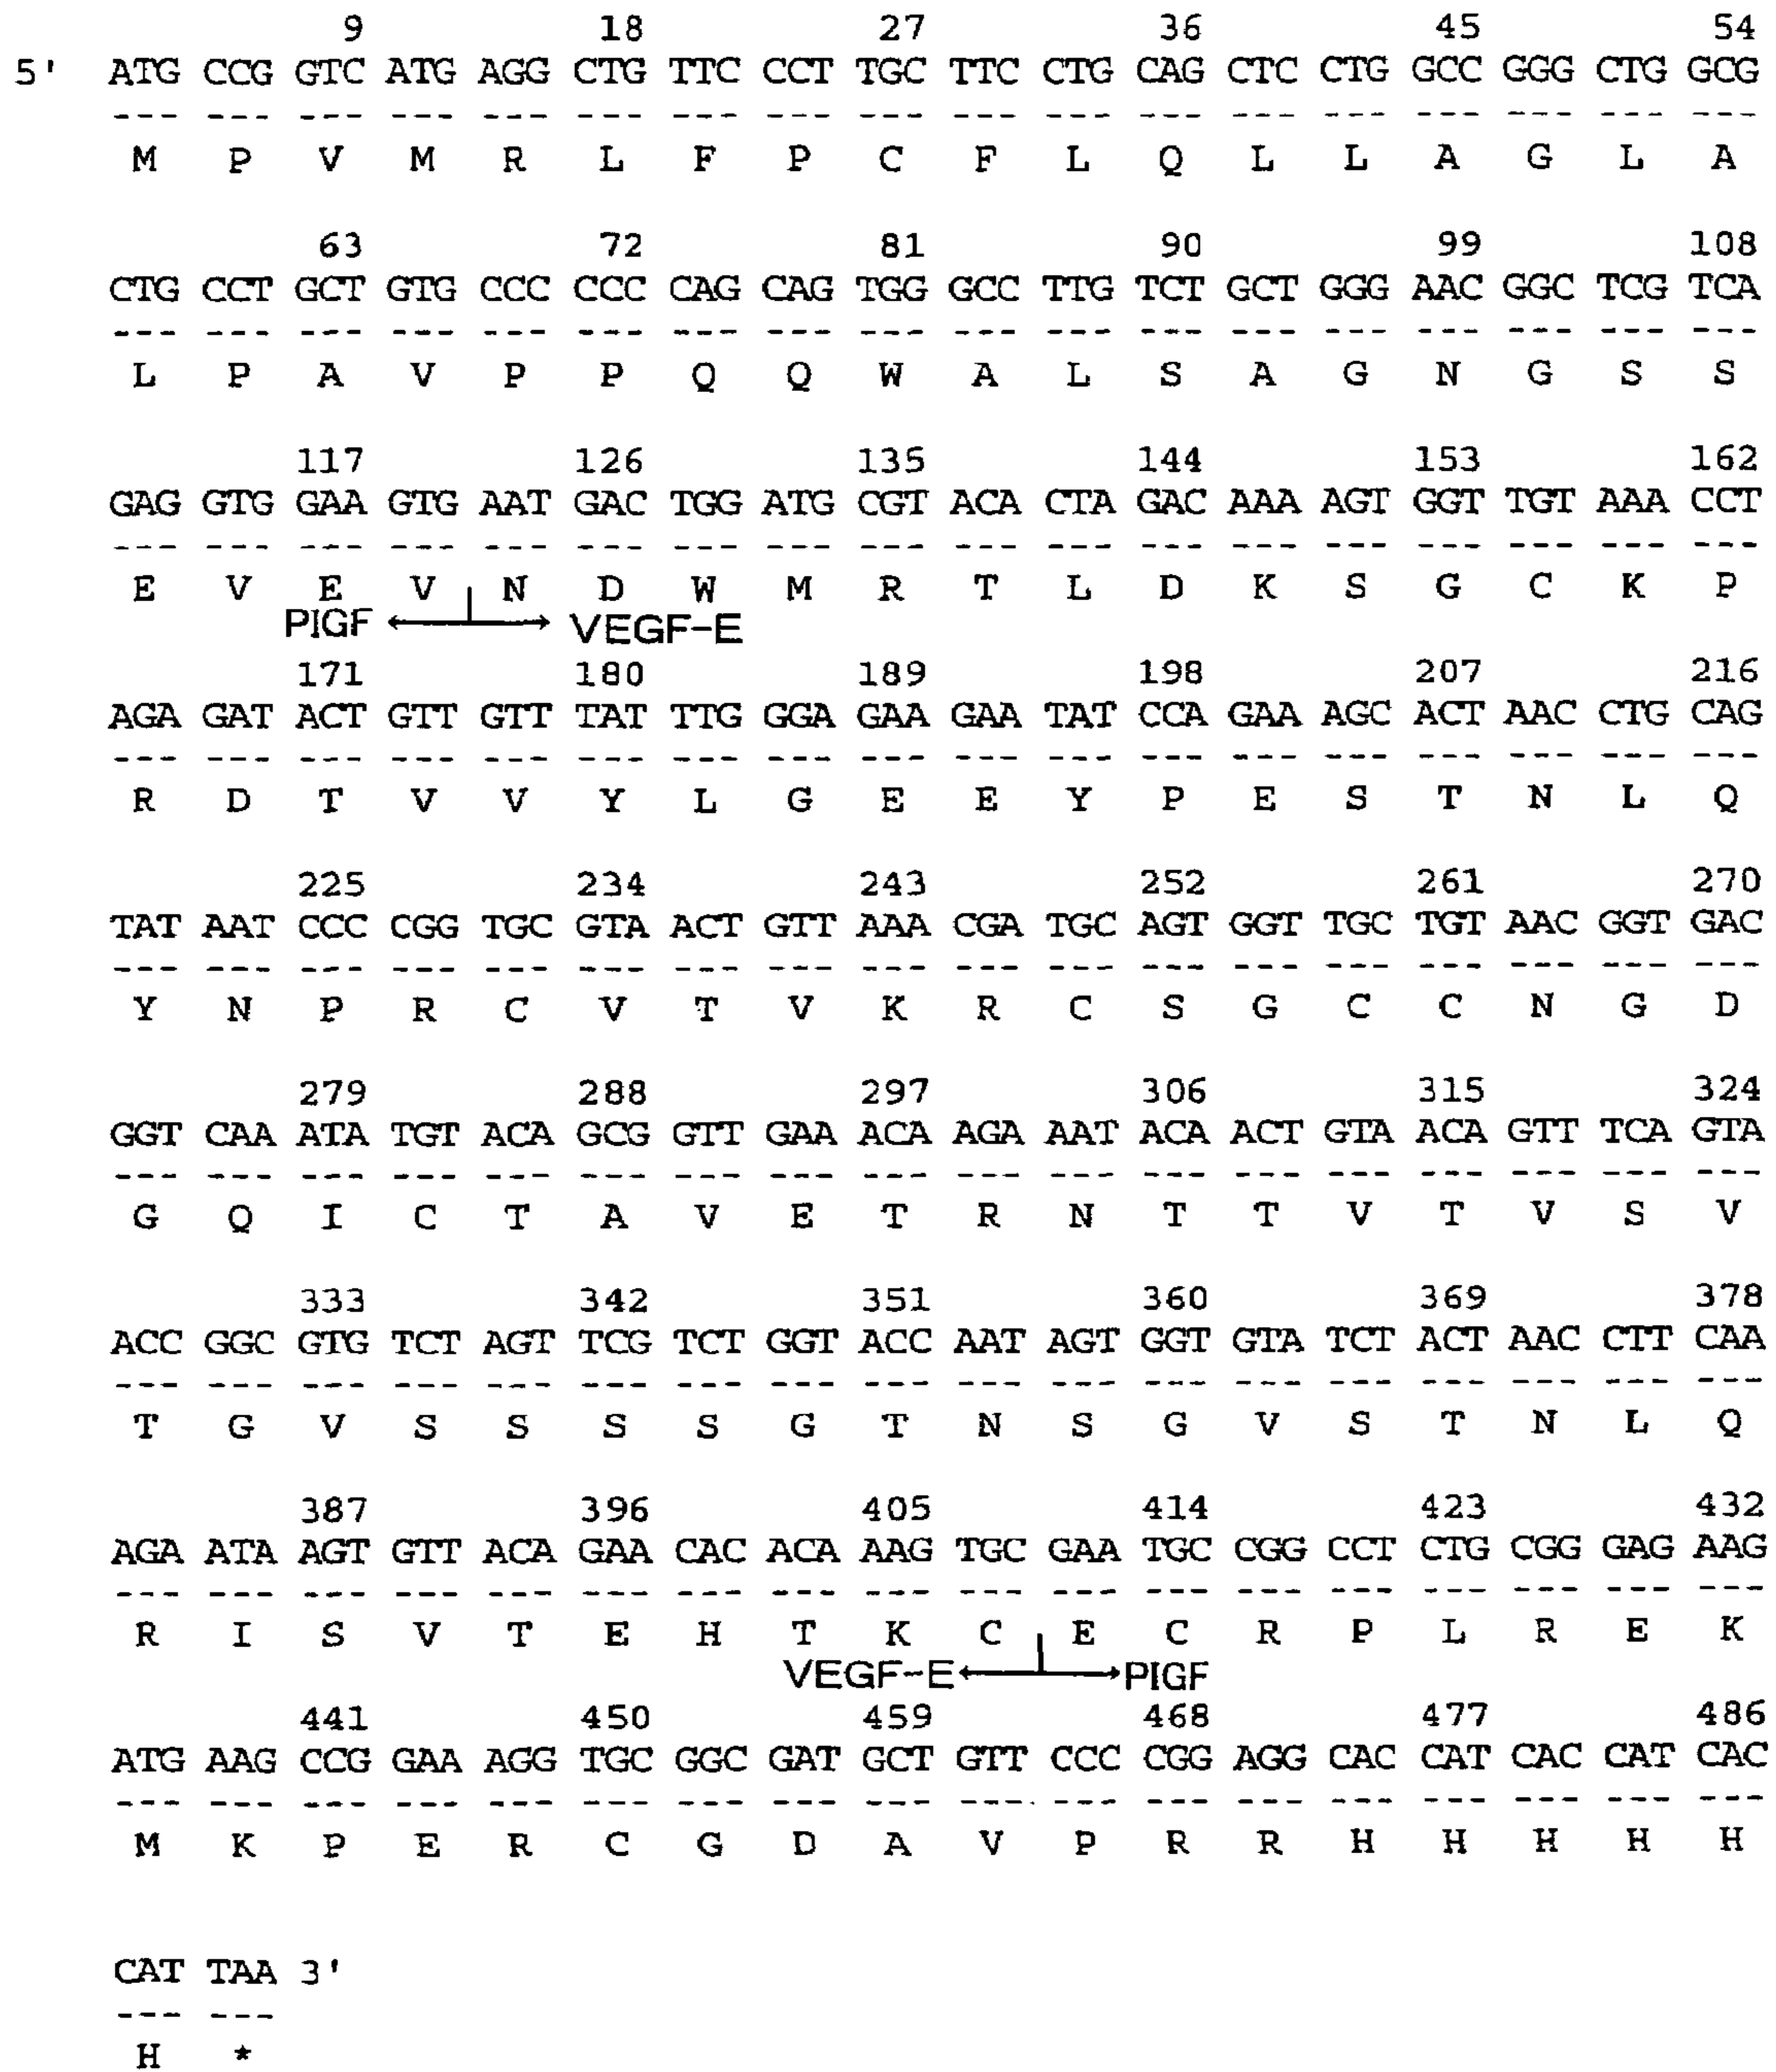 9 18 27 36 45 54
5' ATG CCG GTC ATG AGG CTG TTC CCT TGC TTC CTG CAG CTC CTG GCC GGG CTG GCG
--- --- --- --- --- --- --- --- --- --- --- --- --- --- --- --- --- ---
M P V M R L F P C F L Q L L A G L A
63 72 81 90 99 108
CTG CCT GCT GTG CCC CCC CAG CAG TGG GCC TTG TCT GCT GGG AAC GGC TCG TCA
--- --- --- --- --- --- --- --- --- --- --- --- --- --- --- --- --- ---
L P A V P P Q Q W A L S A G N G S S
117 126 135 144 153 162
GAG GTG GAA GTG AAT GAC TGG ATG CGT ACA CTA GAC AAA AGT GGT TGT AAA CCT
--- --- --- --- --- --- --- --- --- --- --- --- --- --- --- --- --- ---
E V E V N D W M R T L D K S G C K P
PIGF ←→ VEGF-E
171 180 189 198 207 216
AGA GAT ACT GTT GTT TAT TTG GGA GAA GAA TAT CCA GAA AGC ACT AAC CTG CAG
--- --- --- --- --- --- --- --- --- --- --- --- --- --- --- --- --- ---
R D T V V Y L G E E Y P E S T N L Q
225 234 243 252 261 270
TAT AAT CCC CGG TGC GTA ACT GTT AAA CGA TGC AGT GGT TGC TGT AAC GGT GAC
--- --- --- --- --- --- --- --- --- --- --- --- --- --- --- --- --- ---
Y N P R C V T V K R C S G C C N G D
279 288 297 306 315 324
GGT CAA ATA TGT ACA GCG GTT GAA ACA AGA AAT ACA ACT GTA ACA GTT TCA GTA
--- --- --- --- --- --- --- --- --- --- --- --- --- --- --- --- --- ---
G Q I C T A V E T R N T T V T V S V
333 342 351 360 369 378
ACC GGC GTG TCT AGT TCG TCT GGT ACC AAT AGT GGT GTA TCT ACT AAC CTT CAA
--- --- --- --- --- --- --- --- --- --- --- --- --- --- --- --- --- ---
T G V S S S S G T N S G V S T N L Q
387 396 405 414 423 432
AGA ATA AGT GTT ACA GAA CAC ACA AAG TGC GAA TGC CGG CCT CTG CGG GAG AAG
--- --- --- --- --- --- --- --- --- --- --- --- --- --- --- --- --- ---
R I S V T E H T K C E C R P L R E K
VEGF-E ←→ PIGF
441 450 459 468 477 486
ATG AAG CCG GAA AGG TGC GGC GAT GCT GTT CCC CGG AGG CAC CAT CAC CAT CAC
--- --- --- --- --- --- --- --- --- --- --- --- --- --- --- --- --- ---
M K P E R C G D A V P R R H H H H H
CAT TAA 3'
--- ---
H *